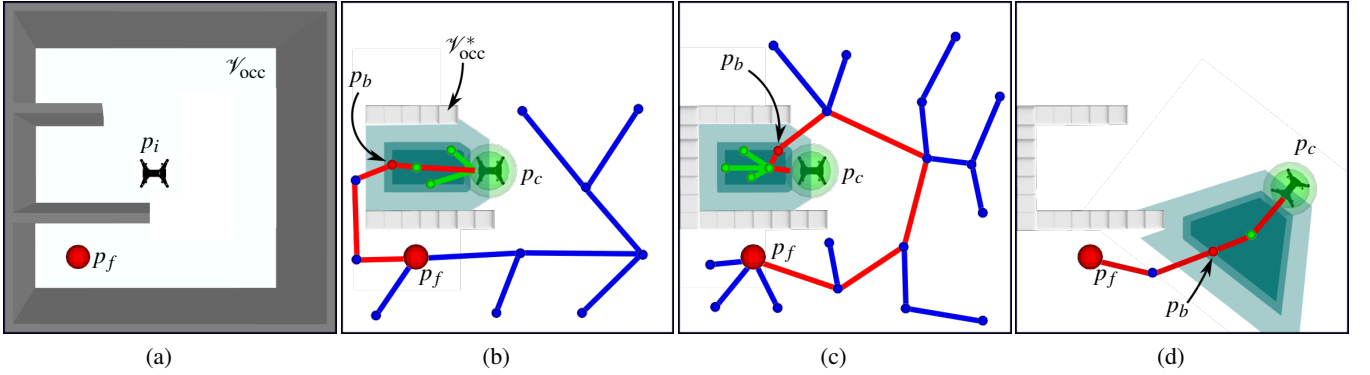 𝒱occ
p_i
p_f
(a)
𝒱*occ
p_b
p_c
p_f
(b)
p_b
p_c
p_f
(c)
p_c
p_f
p_b
(d)